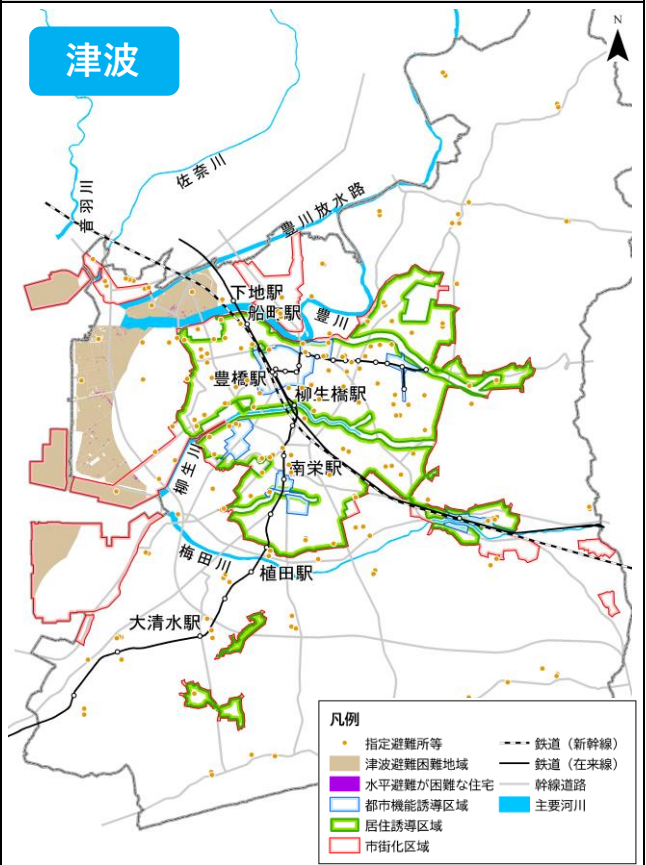 津波
N
音羽川
佐奈川
豊川放水路
下地駅
船町駅
豊川
豊橋駅
柳生橋駅
柳生川
南栄駅
梅田川
植田駅
大清水駅
凡例
指定避難所等
津波避難困難地域
水平避難が困難な住宅
都市機能誘導区域
居住誘導区域
市街化区域
鉄道（新幹線）
鉄道（在来線）
幹線道路
主要河川